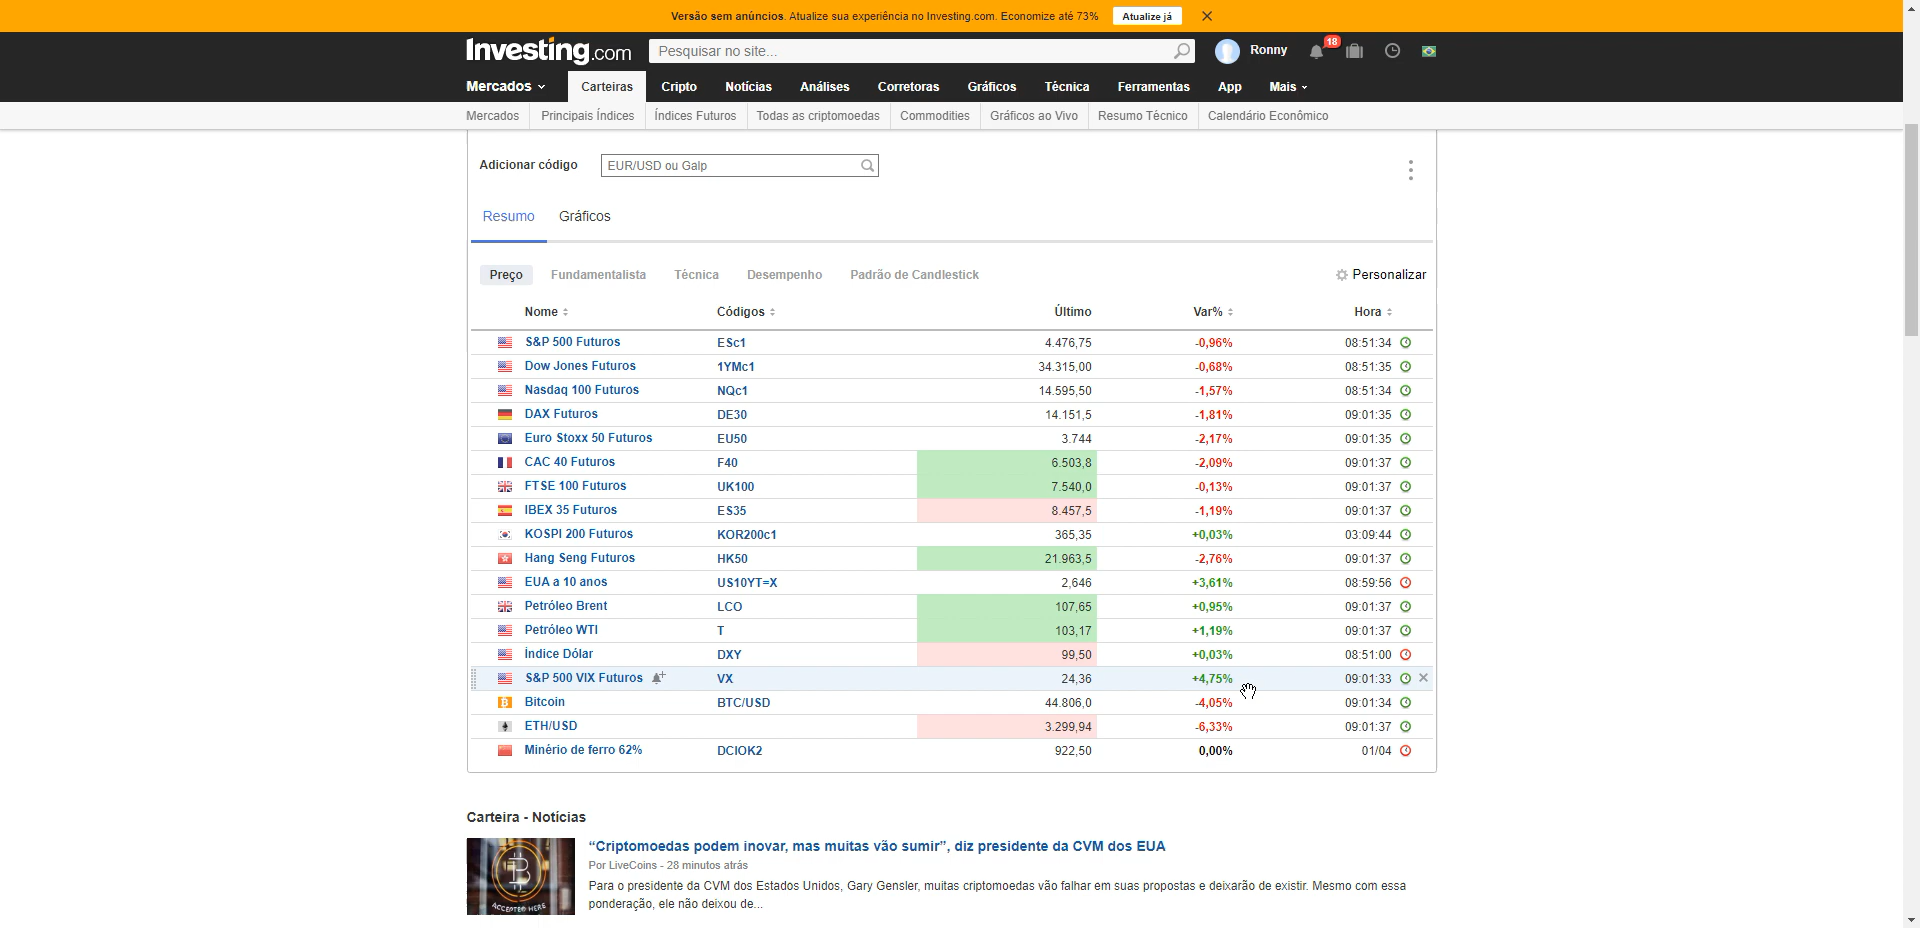 Versão sem anúncios. Atualize sua experiência no Investing.com. Economize até 73% Atualize já
Investing.com Pesquisar no site... Ronny 18
Mercados Carteiras Cripto Notícias Análises Corretoras Gráficos Técnica Ferramentas App Mais
Mercados Principais Índices Índices Futuros Todas as criptomoedas Commodities Gráficos ao Vivo Resumo Técnico Calendário Econômico
Adicionar código EUR/USD ou Galp
Resumo Gráficos
Preço Fundamentalista Técnica Desempenho Padrão de Candlestick Personalizar
Nome Códigos Último Var% Hora
S&P 500 Futuros ESc1 4.476,75 -0,96% 08:51:34
Dow Jones Futuros 1YMc1 34.315,00 -0,68% 08:51:35
Nasdaq 100 Futuros NQc1 14.595,50 -1,57% 08:51:34
DAX Futuros DE30 14.151,5 -1,81% 09:01:35
Euro Stoxx 50 Futuros EU50 3.744 -2,17% 09:01:35
CAC 40 Futuros F40 6.503,8 -2,09% 09:01:37
FTSE 100 Futuros UK100 7.540,0 -0,13% 09:01:37
IBEX 35 Futuros ES35 8.457,5 -1,19% 09:01:37
KOSPI 200 Futuros KOR200c1 365,35 +0,03% 03:09:44
Hang Seng Futuros HK50 21.963,5 -2,76% 09:01:37
EUA a 10 anos US10YT=X 2,646 +3,61% 08:59:56
Petróleo Brent LCO 107,65 +0,95% 09:01:37
Petróleo WTI T 103,17 +1,19% 09:01:37
Índice Dólar DXY 99,50 +0,03% 08:51:00
S&P 500 VIX Futuros VX 24,36 +4,75% 09:01:33
Bitcoin BTC/USD 44.806,0 -4,05% 09:01:34
ETH/USD 3.299,94 -6,33% 09:01:37
Minério de ferro 62% DCIOK2 922,50 0,00% 01/04
Carteira - Notícias
“Criptomoedas podem inovar, mas muitas vão sumir”, diz presidente da CVM dos EUA
Por LiveCoins - 28 minutos atrás
Para o presidente da CVM dos Estados Unidos, Gary Gensler, muitas criptomoedas vão falhar em suas propostas e deixarão de existir. Mesmo com essa
ponderação, ele não deixou de...
ACCEPTED HERE